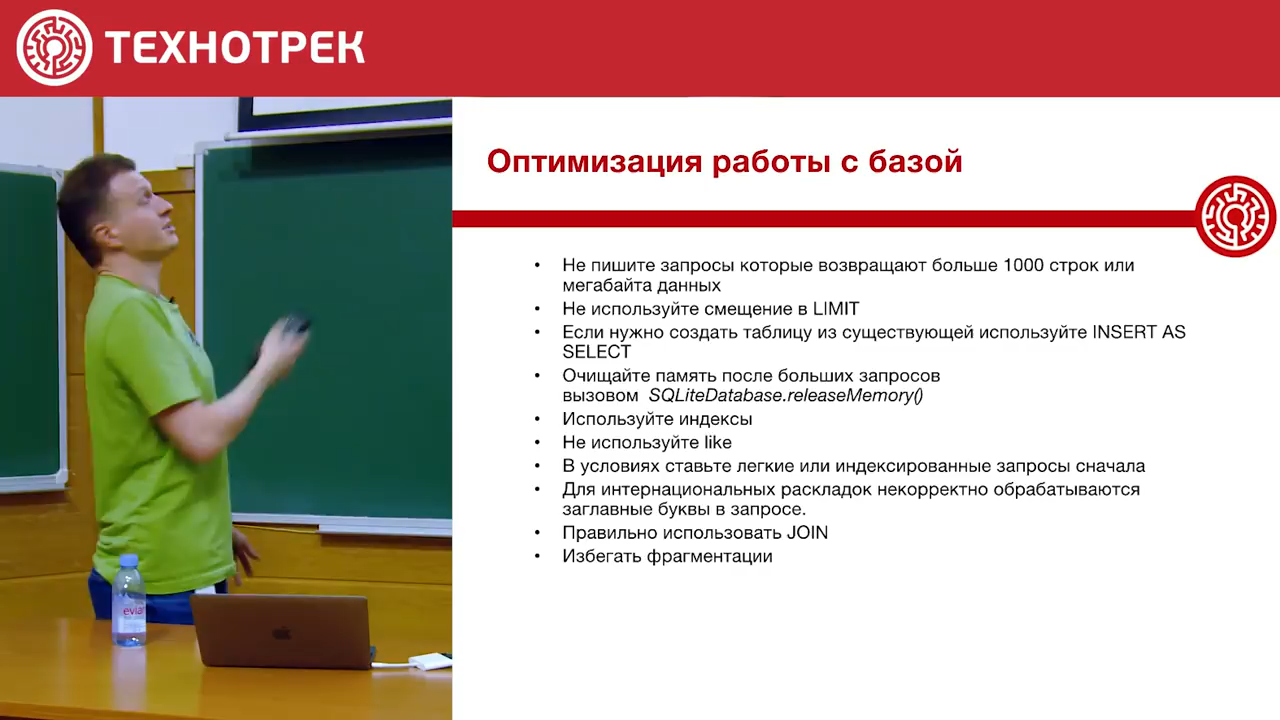 ТЕХНОТРЕК
Оптимизация работы с базой
• Не пишите запросы которые возвращают больше 1000 строк или
мегабайта данных
• Не используйте смещение в LIMIT
• Если нужно создать таблицу из существующей используйте INSERT AS
SELECT
• Очищайте память после больших запросов
вызовом SQLiteDatabase.releaseMemory()
• Используйте индексы
• Не используйте like
• В условиях ставьте легкие или индексированные запросы сначала
• Для интернациональных раскладок некорректно обрабатываются
заглавные буквы в запросе.
• Правильно использовать JOIN
• Избегать фрагментации
evian